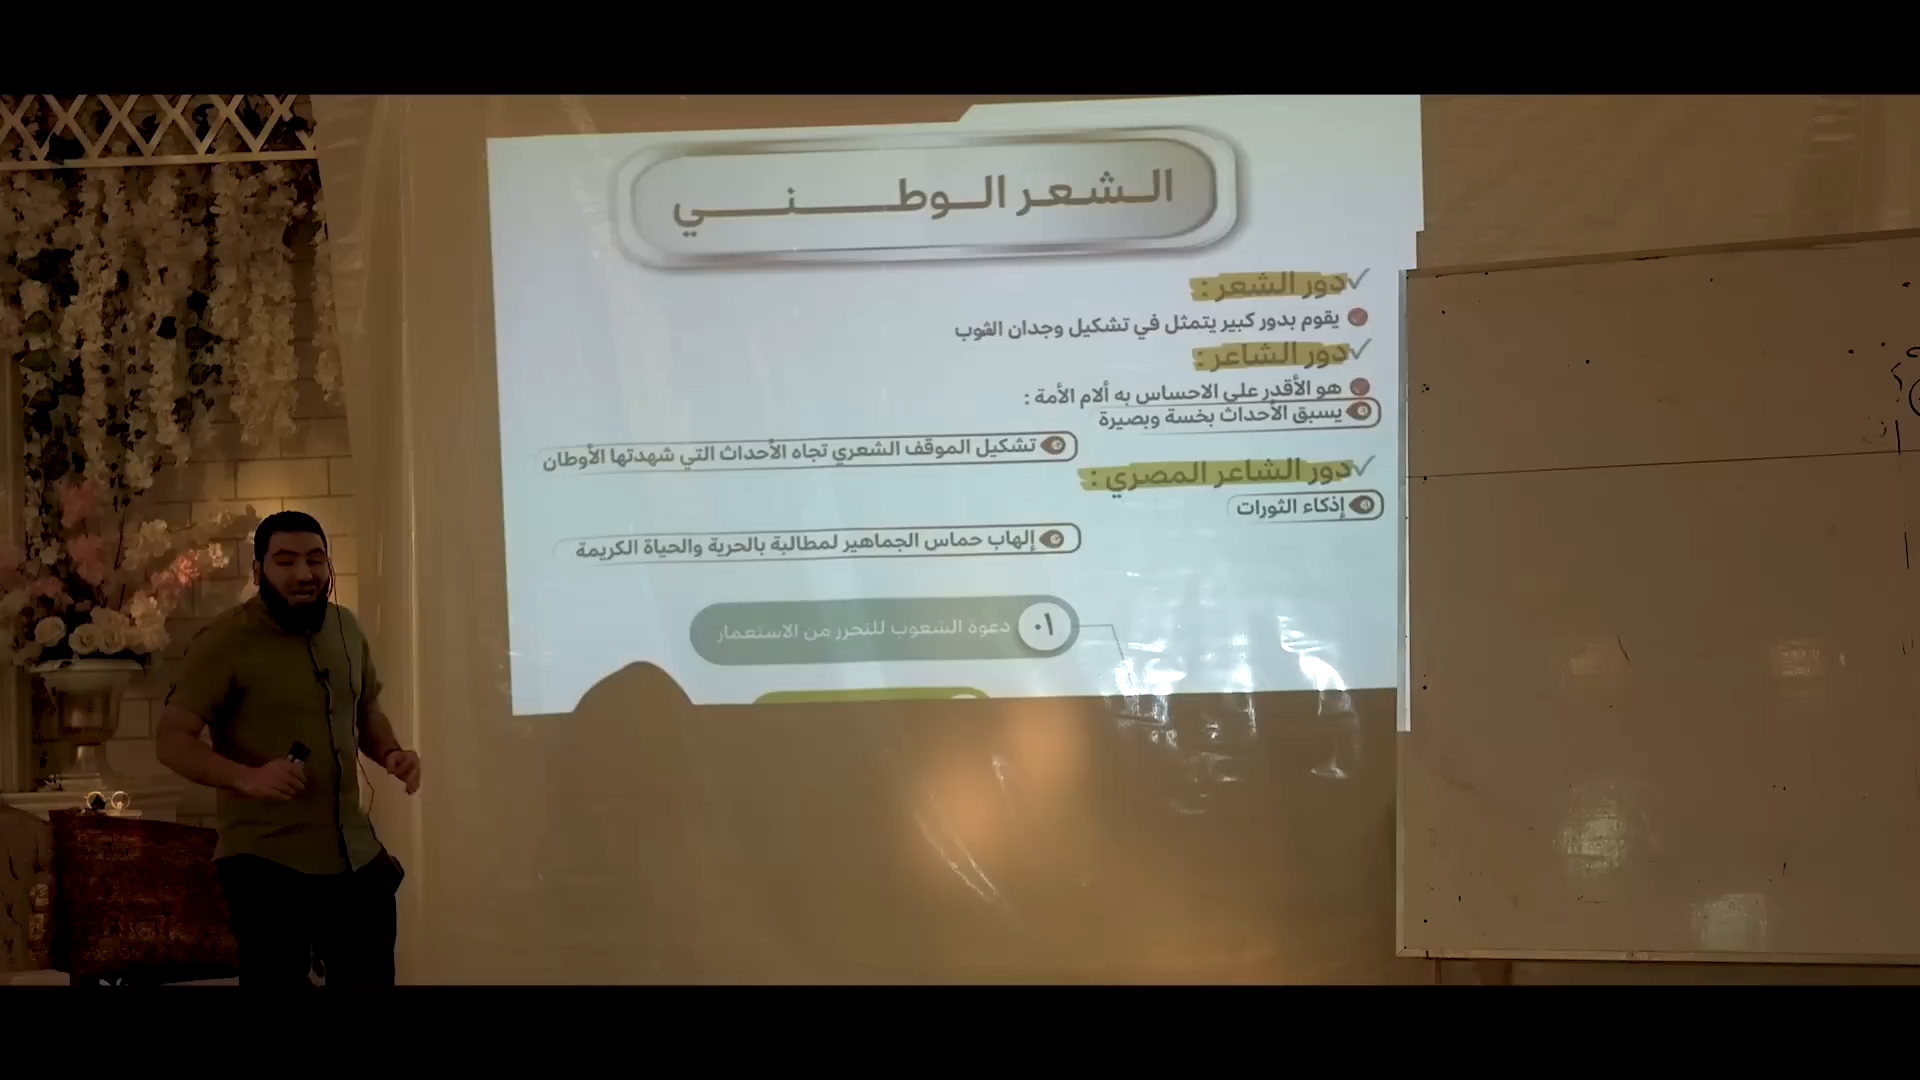 الشعر الوطني
دور الشعر :
يقوم بدور كبير يتمثل في تشكيل وجدان الثوب
دور الشاعر :
هو الأقدر على الاحساس به ألام الأمة :
يسبق الأحداث بخسة وبصيرة
تشكيل الموقف الشعري تجاه الأحداث التي شهدتها الأوطان
دور الشاعر المصري :
إذكاء الثورات
إلهاب حماس الجماهير لمطالبة بالحرية والحياة الكريمة
٠١ دعوة الشعوب للتحرر من الاستعمار